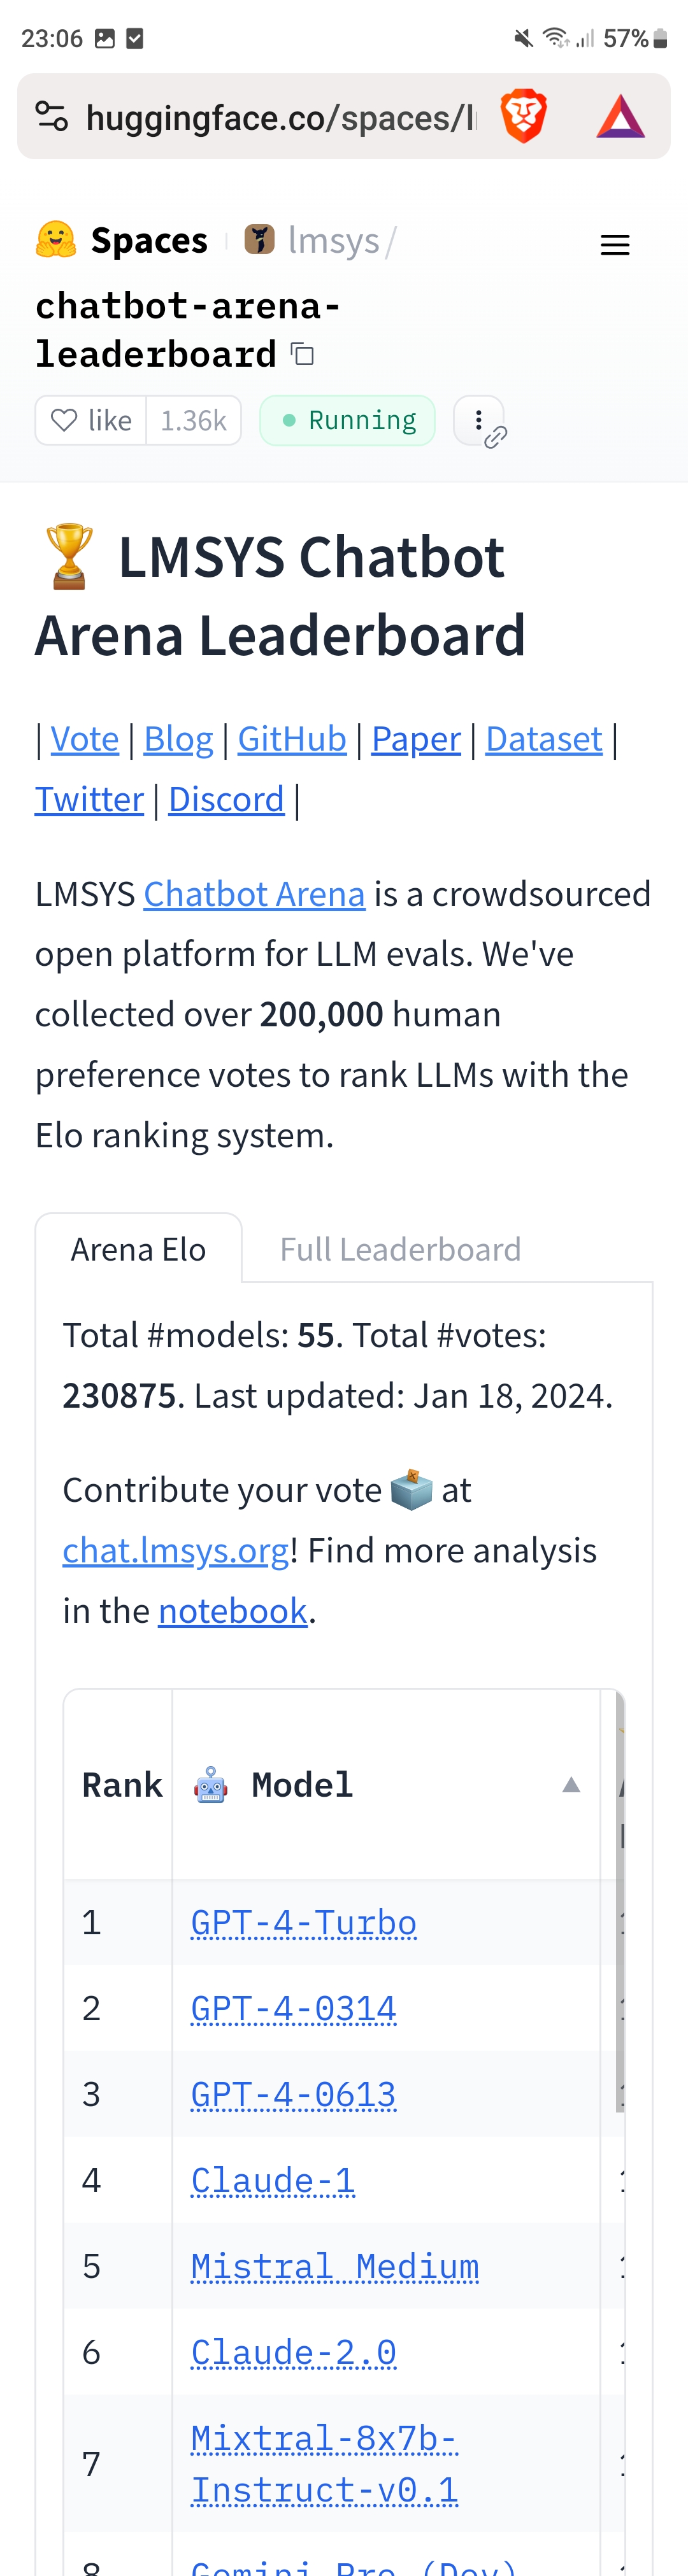 23:06 57%
huggingface.co/spaces/l
Spaces lmsys/
chatbot-arena-
leaderboard
like 1.36k Running
🏆 LMSYS Chatbot
Arena Leaderboard
| Vote | Blog | GitHub | Paper | Dataset |
Twitter | Discord |
LMSYS Chatbot Arena is a crowdsourced
open platform for LLM evals. We've
collected over 200,000 human
preference votes to rank LLMs with the
Elo ranking system.
Arena Elo Full Leaderboard
Total #models: 55. Total #votes:
230875. Last updated: Jan 18, 2024.
Contribute your vote 🗳️ at
chat.lmsys.org! Find more analysis
in the notebook.
Rank 🤖 Model
1 GPT-4-Turbo
2 GPT-4-0314
3 GPT-4-0613
4 Claude-1
5 Mistral Medium
6 Claude-2.0
7 Mixtral-8x7b-
Instruct-v0.1
8 Gemini Pro (Dev)